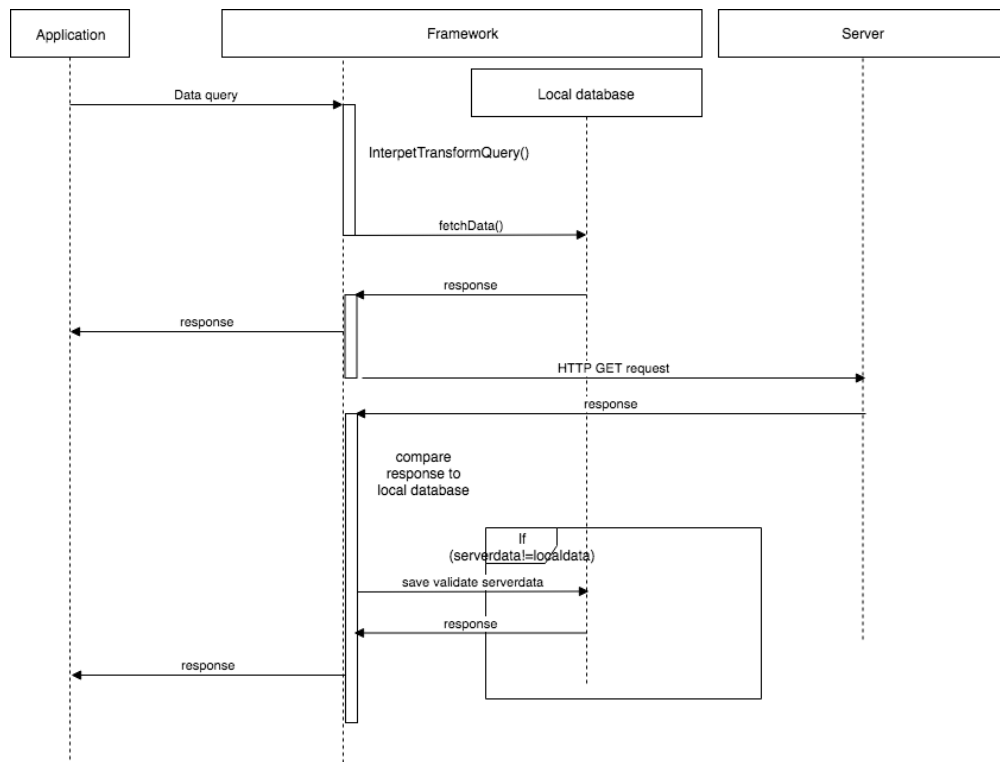 Application
Framework
Server
Local database
Data query
InterpetTransformQuery()
fetchData()
response
response
HTTP GET request
response
compare
response to
local database
If
(serverdata!=localdata)
save validate serverdata
response
response